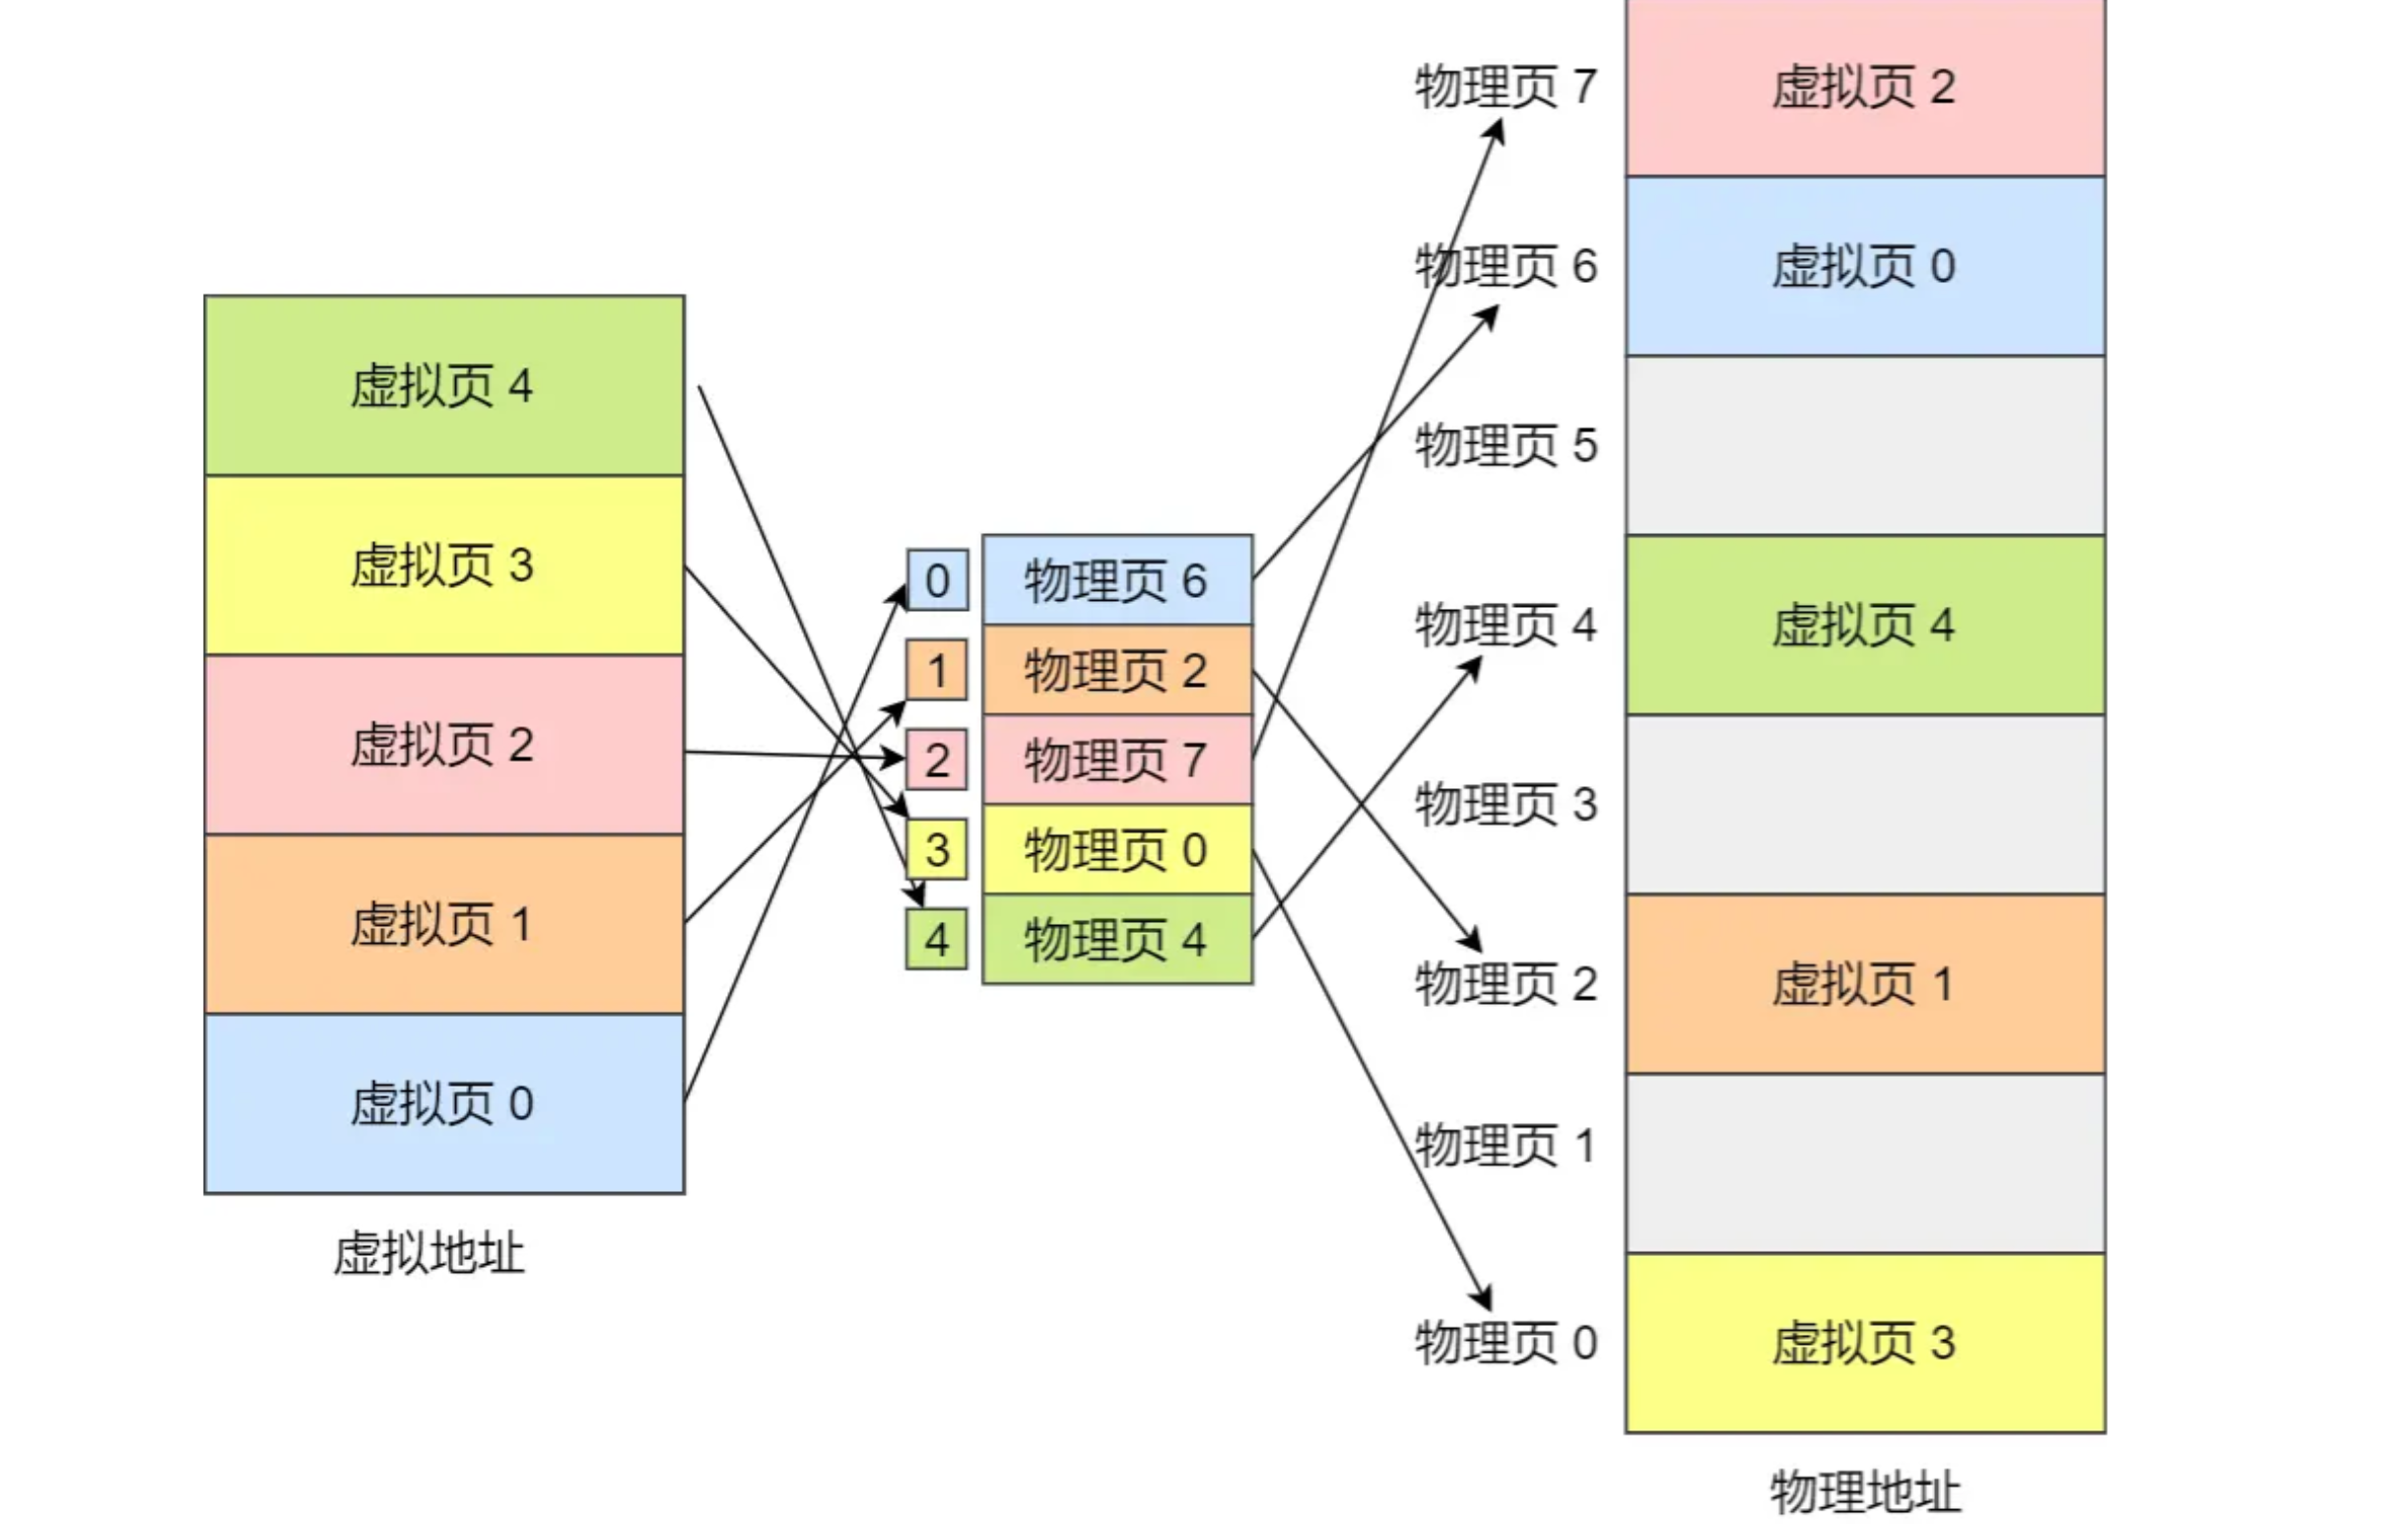 虚拟页 4
虚拟页 3
虚拟页 2
虚拟页 1
虚拟页 0
虚拟地址
0 物理页 6
1 物理页 2
2 物理页 7
3 物理页 0
4 物理页 4
物理页 7 虚拟页 2
物理页 6 虚拟页 0
物理页 5
物理页 4 虚拟页 4
物理页 3
物理页 2 虚拟页 1
物理页 1
物理页 0 虚拟页 3
物理地址